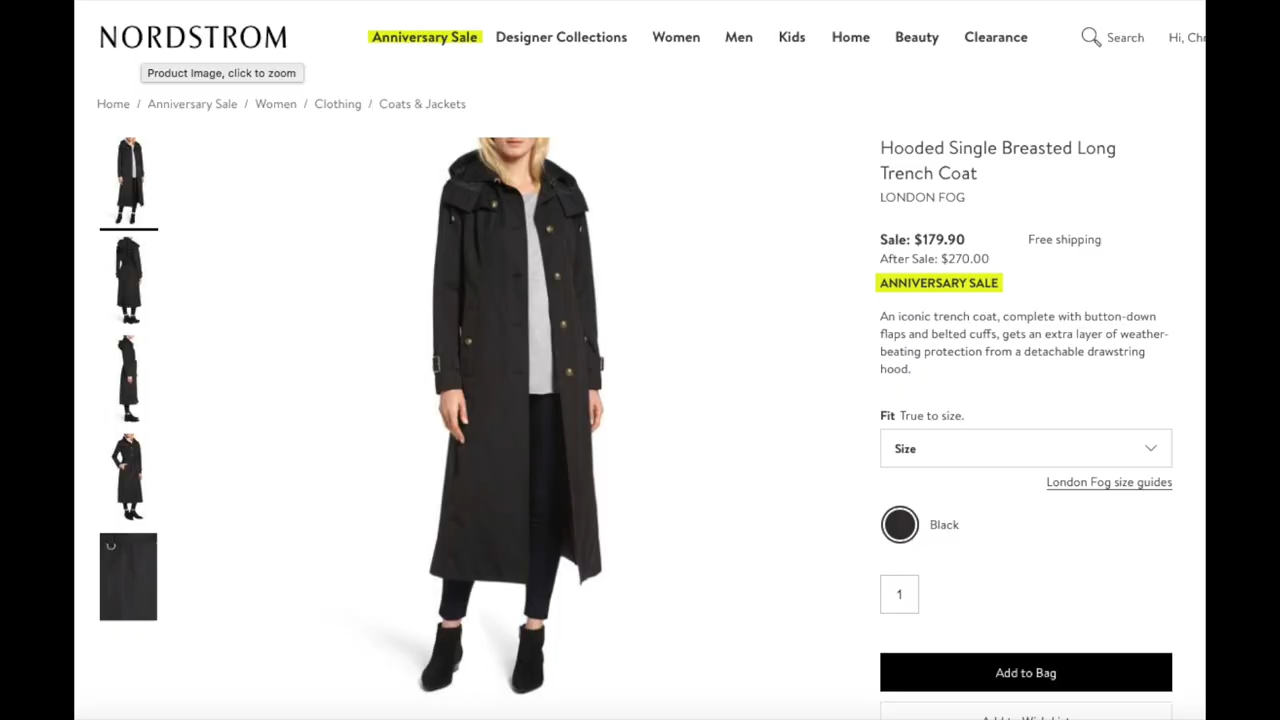 NORDSTROM
Anniversary Sale
Designer Collections
Women
Men
Kids
Home
Beauty
Clearance
Search
Hi, Chr
Product Image, click to zoom
Home / Anniversary Sale / Women / Clothing / Coats & Jackets
Hooded Single Breasted Long
Trench Coat
LONDON FOG
Sale: $179.90
Free shipping
After Sale: $270.00
ANNIVERSARY SALE
An iconic trench coat, complete with button-down
flaps and belted cuffs, gets an extra layer of weather-
beating protection from a detachable drawstring
hood.
Fit True to size.
Size
London Fog size guides
Black
1
Add to Bag